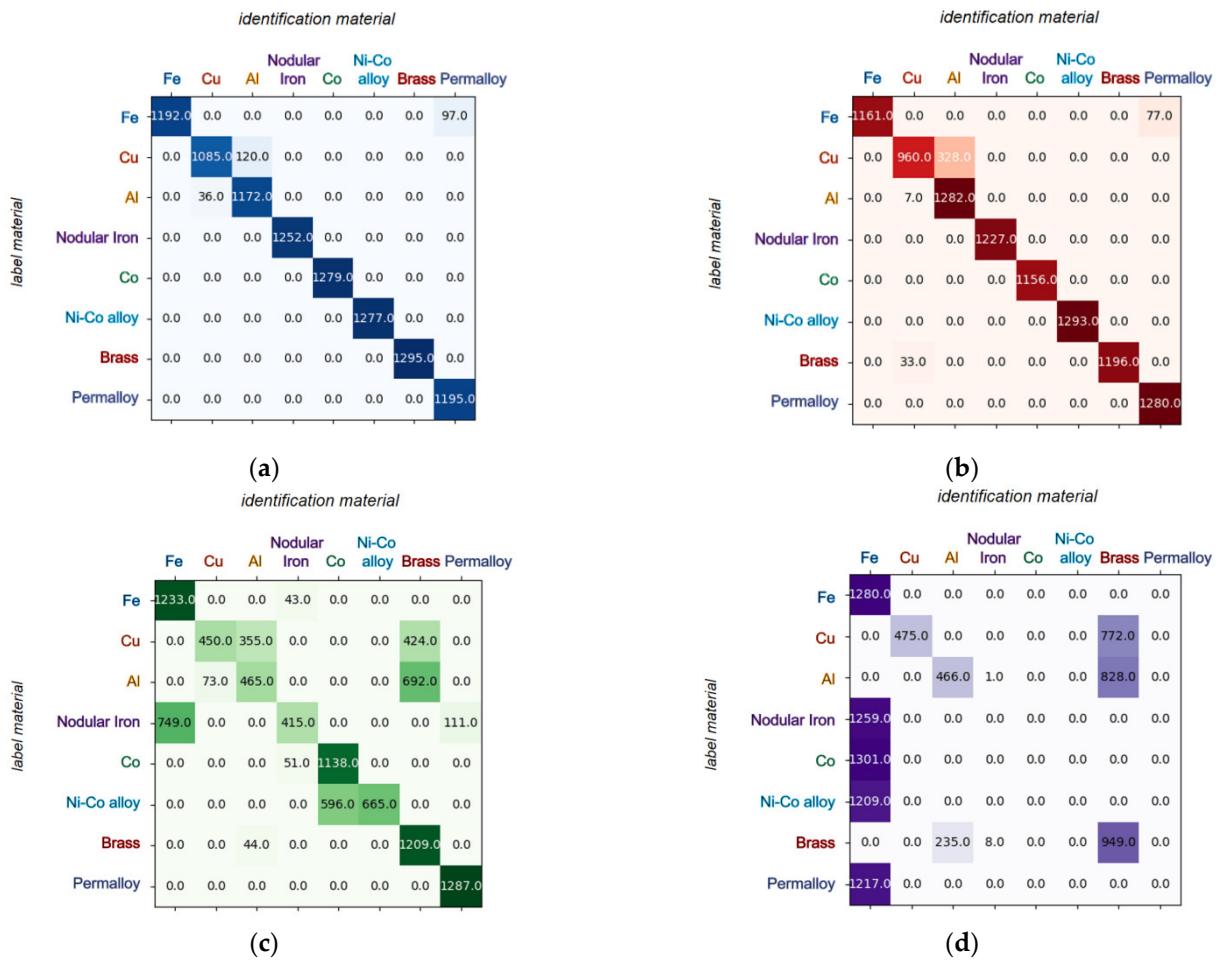 identification material
Fe Cu Al Nodular Iron Co Ni-Co alloy Brass Permalloy
label material
Fe 1192.0 0.0 0.0 0.0 0.0 0.0 0.0 97.0
Cu 0.0 1085.0 120.0 0.0 0.0 0.0 0.0 0.0
Al 0.0 36.0 1172.0 0.0 0.0 0.0 0.0 0.0
Nodular Iron 0.0 0.0 0.0 1252.0 0.0 0.0 0.0 0.0
Co 0.0 0.0 0.0 0.0 1279.0 0.0 0.0 0.0
Ni-Co alloy 0.0 0.0 0.0 0.0 0.0 1277.0 0.0 0.0
Brass 0.0 0.0 0.0 0.0 0.0 0.0 1295.0 0.0
Permalloy 0.0 0.0 0.0 0.0 0.0 0.0 0.0 1195.0
(a)
identification material
Fe Cu Al Nodular Iron Co Ni-Co alloy Brass Permalloy
label material
Fe 1161.0 0.0 0.0 0.0 0.0 0.0 0.0 77.0
Cu 0.0 960.0 328.0 0.0 0.0 0.0 0.0 0.0
Al 0.0 7.0 1282.0 0.0 0.0 0.0 0.0 0.0
Nodular Iron 0.0 0.0 0.0 1227.0 0.0 0.0 0.0 0.0
Co 0.0 0.0 0.0 0.0 1156.0 0.0 0.0 0.0
Ni-Co alloy 0.0 0.0 0.0 0.0 0.0 1293.0 0.0 0.0
Brass 0.0 33.0 0.0 0.0 0.0 0.0 1196.0 0.0
Permalloy 0.0 0.0 0.0 0.0 0.0 0.0 0.0 1280.0
(b)
identification material
Fe Cu Al Nodular Iron Co Ni-Co alloy Brass Permalloy
label material
Fe 1233.0 0.0 0.0 43.0 0.0 0.0 0.0 0.0
Cu 0.0 450.0 355.0 0.0 0.0 0.0 424.0 0.0
Al 0.0 73.0 465.0 0.0 0.0 0.0 692.0 0.0
Nodular Iron 749.0 0.0 0.0 415.0 0.0 0.0 0.0 111.0
Co 0.0 0.0 0.0 51.0 1138.0 0.0 0.0 0.0
Ni-Co alloy 0.0 0.0 0.0 0.0 596.0 665.0 0.0 0.0
Brass 0.0 0.0 44.0 0.0 0.0 0.0 1209.0 0.0
Permalloy 0.0 0.0 0.0 0.0 0.0 0.0 0.0 1287.0
(c)
identification material
Fe Cu Al Nodular Iron Co Ni-Co alloy Brass Permalloy
label material
Fe 1280.0 0.0 0.0 0.0 0.0 0.0 0.0 0.0
Cu 0.0 475.0 0.0 0.0 0.0 0.0 772.0 0.0
Al 0.0 0.0 466.0 1.0 0.0 0.0 828.0 0.0
Nodular Iron 1259.0 0.0 0.0 0.0 0.0 0.0 0.0 0.0
Co 1301.0 0.0 0.0 0.0 0.0 0.0 0.0 0.0
Ni-Co alloy 1209.0 0.0 0.0 0.0 0.0 0.0 0.0 0.0
Brass 0.0 0.0 235.0 8.0 0.0 0.0 949.0 0.0
Permalloy 1217.0 0.0 0.0 0.0 0.0 0.0 0.0 0.0
(d)